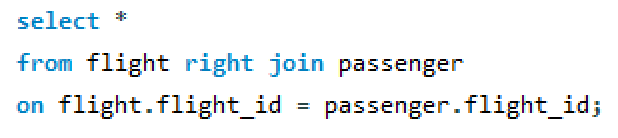 select *
from flight right join passenger
on flight.flight_id = passenger.flight_id;